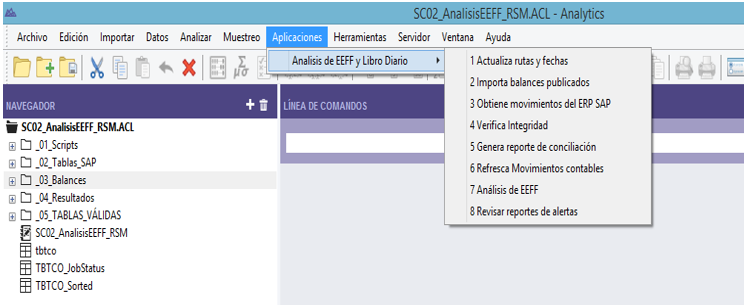 SC02_AnalisisEEFF_RSM.ACL - Analytics
Archivo Edición Importar Datos Analizar Muestreo Aplicaciones Herramientas Servidor Ventana Ayuda
Analisis de EEFF y Libro Diario
1 Actualiza rutas y fechas
2 Importa balances publicados
3 Obtiene movimientos del ERP SAP
4 Verifica Integridad
5 Genera reporte de conciliación
6 Refresca Movimientos contables
7 Análisis de EEFF
8 Revisar reportes de alertas
μσ
NAVEGADOR
LÍNEA DE COMANDOS
SC02_AnalisisEEFF_RSM.ACL
_01_Scripts
_02_Tablas_SAP
_03_Balances
_04_Resultados
_05_TABLAS_VÁLIDAS
SC02_AnalisisEEFF_RSM
tbtco
TBTCO_JobStatus
TBTCO_Sorted